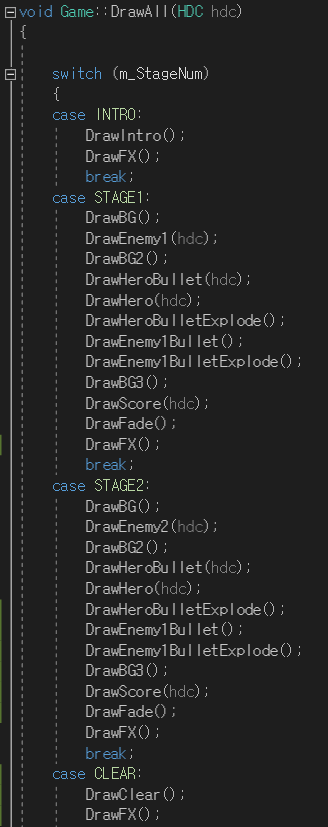 void Game::DrawAll(HDC hdc)
{
switch (m_StageNum)
{
case INTRO:
DrawIntro();
DrawFX();
break;
case STAGE1:
DrawBG();
DrawEnemy1(hdc);
DrawBG2();
DrawHeroBullet(hdc);
DrawHero(hdc);
DrawHeroBulletExplode();
DrawEnemy1Bullet();
DrawEnemy1BulletExplode();
DrawBG3();
DrawScore(hdc);
DrawFade();
DrawFX();
break;
case STAGE2:
DrawBG();
DrawEnemy2(hdc);
DrawBG2();
DrawHeroBullet(hdc);
DrawHero(hdc);
DrawHeroBulletExplode();
DrawEnemy1Bullet();
DrawEnemy1BulletExplode();
DrawBG3();
DrawScore(hdc);
DrawFade();
DrawFX();
break;
case CLEAR:
DrawClear();
DrawFX();